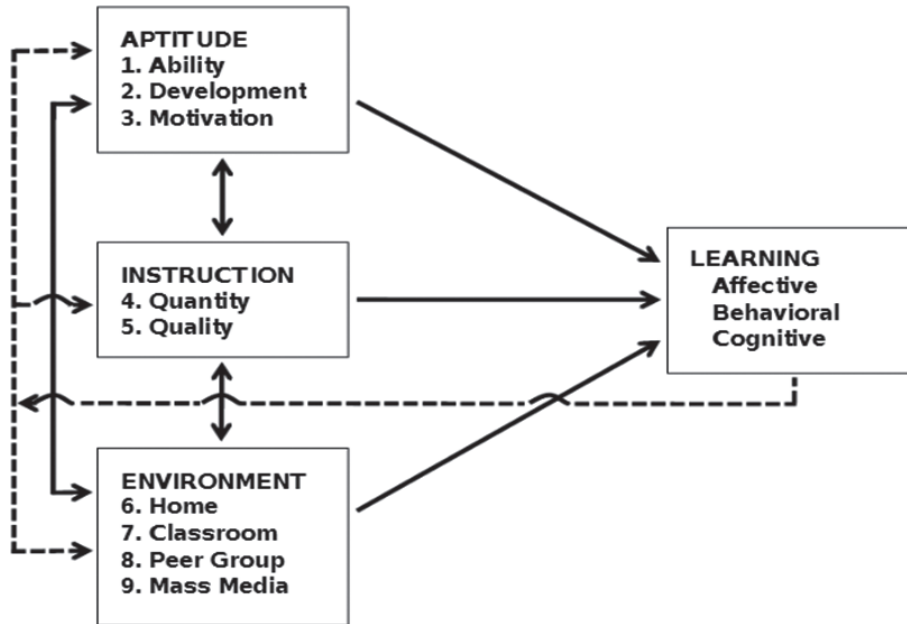 APTITUDE
1. Ability
2. Development
3. Motivation
INSTRUCTION
4. Quantity
5. Quality
ENVIRONMENT
6. Home
7. Classroom
8. Peer Group
9. Mass Media
LEARNING
Affective
Behavioral
Cognitive